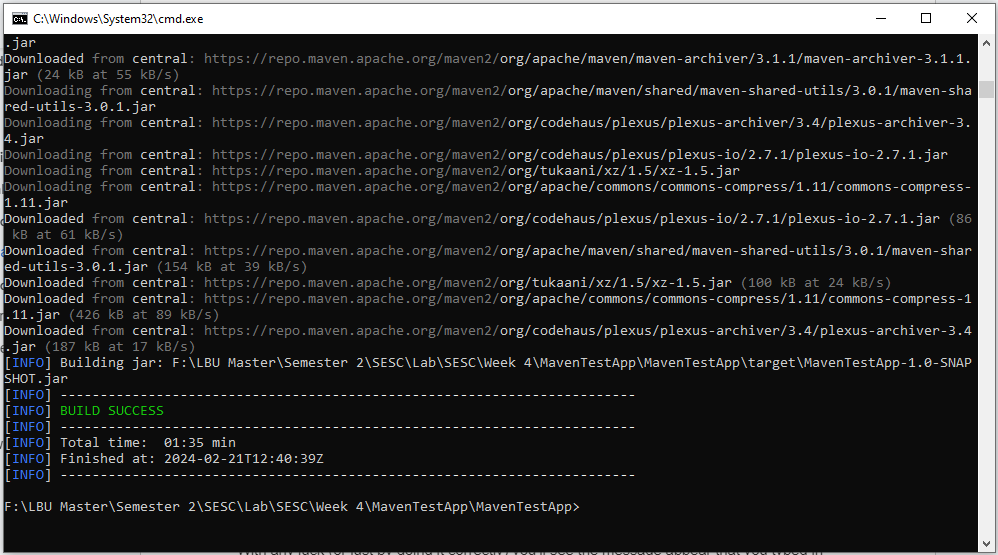 C:\Windows\System32\cmd.exe
.jar
Downloaded from central: https://repo.maven.apache.org/maven2/org/apache/maven/maven-archiver/3.1.1/maven-archiver-3.1.1.
jar (24 kB at 55 kB/s)
Downloading from central: https://repo.maven.apache.org/maven2/org/apache/maven/shared/maven-shared-utils/3.0.1/maven-sha
red-utils-3.0.1.jar
Downloading from central: https://repo.maven.apache.org/maven2/org/codehaus/plexus/plexus-archiver/3.4/plexus-archiver-3.
4.jar
Downloading from central: https://repo.maven.apache.org/maven2/org/codehaus/plexus/plexus-io/2.7.1/plexus-io-2.7.1.jar
Downloading from central: https://repo.maven.apache.org/maven2/org/tukaani/xz/1.5/xz-1.5.jar
Downloading from central: https://repo.maven.apache.org/maven2/org/apache/commons/commons-compress/1.11/commons-compress-
1.11.jar
Downloaded from central: https://repo.maven.apache.org/maven2/org/codehaus/plexus/plexus-io/2.7.1/plexus-io-2.7.1.jar (86
 kB at 61 kB/s)
Downloaded from central: https://repo.maven.apache.org/maven2/org/apache/maven/shared/maven-shared-utils/3.0.1/maven-shar
ed-utils-3.0.1.jar (154 kB at 39 kB/s)
Downloaded from central: https://repo.maven.apache.org/maven2/org/tukaani/xz/1.5/xz-1.5.jar (100 kB at 24 kB/s)
Downloaded from central: https://repo.maven.apache.org/maven2/org/apache/commons/commons-compress/1.11/commons-compress-1
.11.jar (426 kB at 89 kB/s)
Downloaded from central: https://repo.maven.apache.org/maven2/org/codehaus/plexus/plexus-archiver/3.4/plexus-archiver-3.4
.jar (187 kB at 17 kB/s)
[INFO] Building jar: F:\LBU Master\Semester 2\SESC\Lab\SESC\Week 4\MavenTestApp\MavenTestApp\target\MavenTestApp-1.0-SNAP
SHOT.jar
[INFO] ------------------------------------------------------------------------
[INFO] BUILD SUCCESS
[INFO] ------------------------------------------------------------------------
[INFO] Total time:  01:35 min
[INFO] Finished at: 2024-02-21T12:40:39Z
[INFO] ------------------------------------------------------------------------
F:\LBU Master\Semester 2\SESC\Lab\SESC\Week 4\MavenTestApp\MavenTestApp>